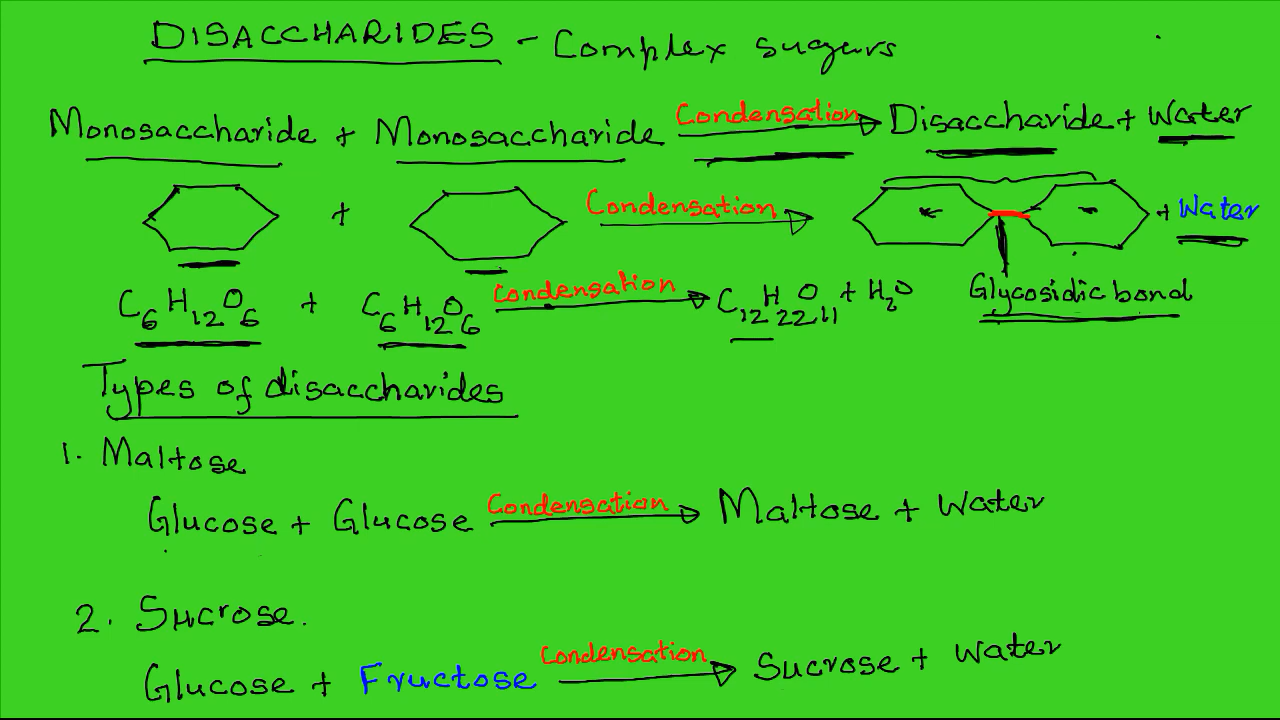 DISACCHARIDES - Complex sugars
Monosaccharide + Monosaccharide Condensation Disaccharide + Water
+ Condensation + Water
C6H12O6 + C6H12O6 Condensation C12H22O11 + H2O Glycosidic bond
Types of disaccharides
1. Maltose
Glucose + Glucose Condensation Maltose + Water
2. Sucrose.
Glucose + Fructose Condensation Sucrose + Water